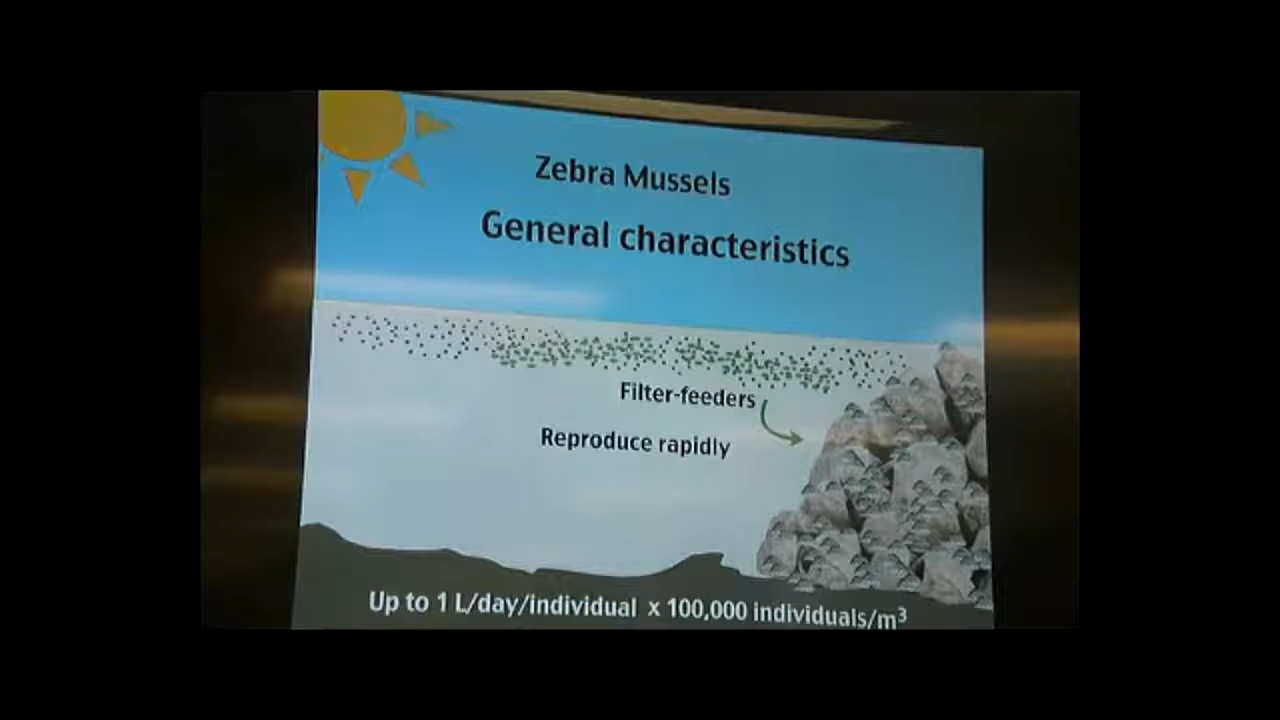 Zebra Mussels
General characteristics
Filter-feeders
Reproduce rapidly
Up to 1 L/day/individual x 100,000 individuals/m³